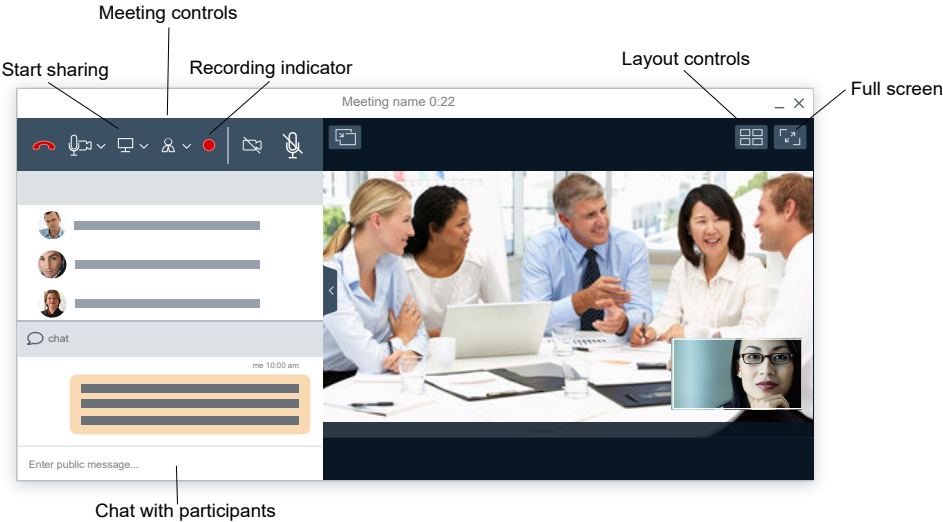 Meeting controls
Start sharing
Recording indicator
Layout controls
Full screen
Meeting name 0:22
chat
me 10:00 am
Enter public message...
Chat with participants